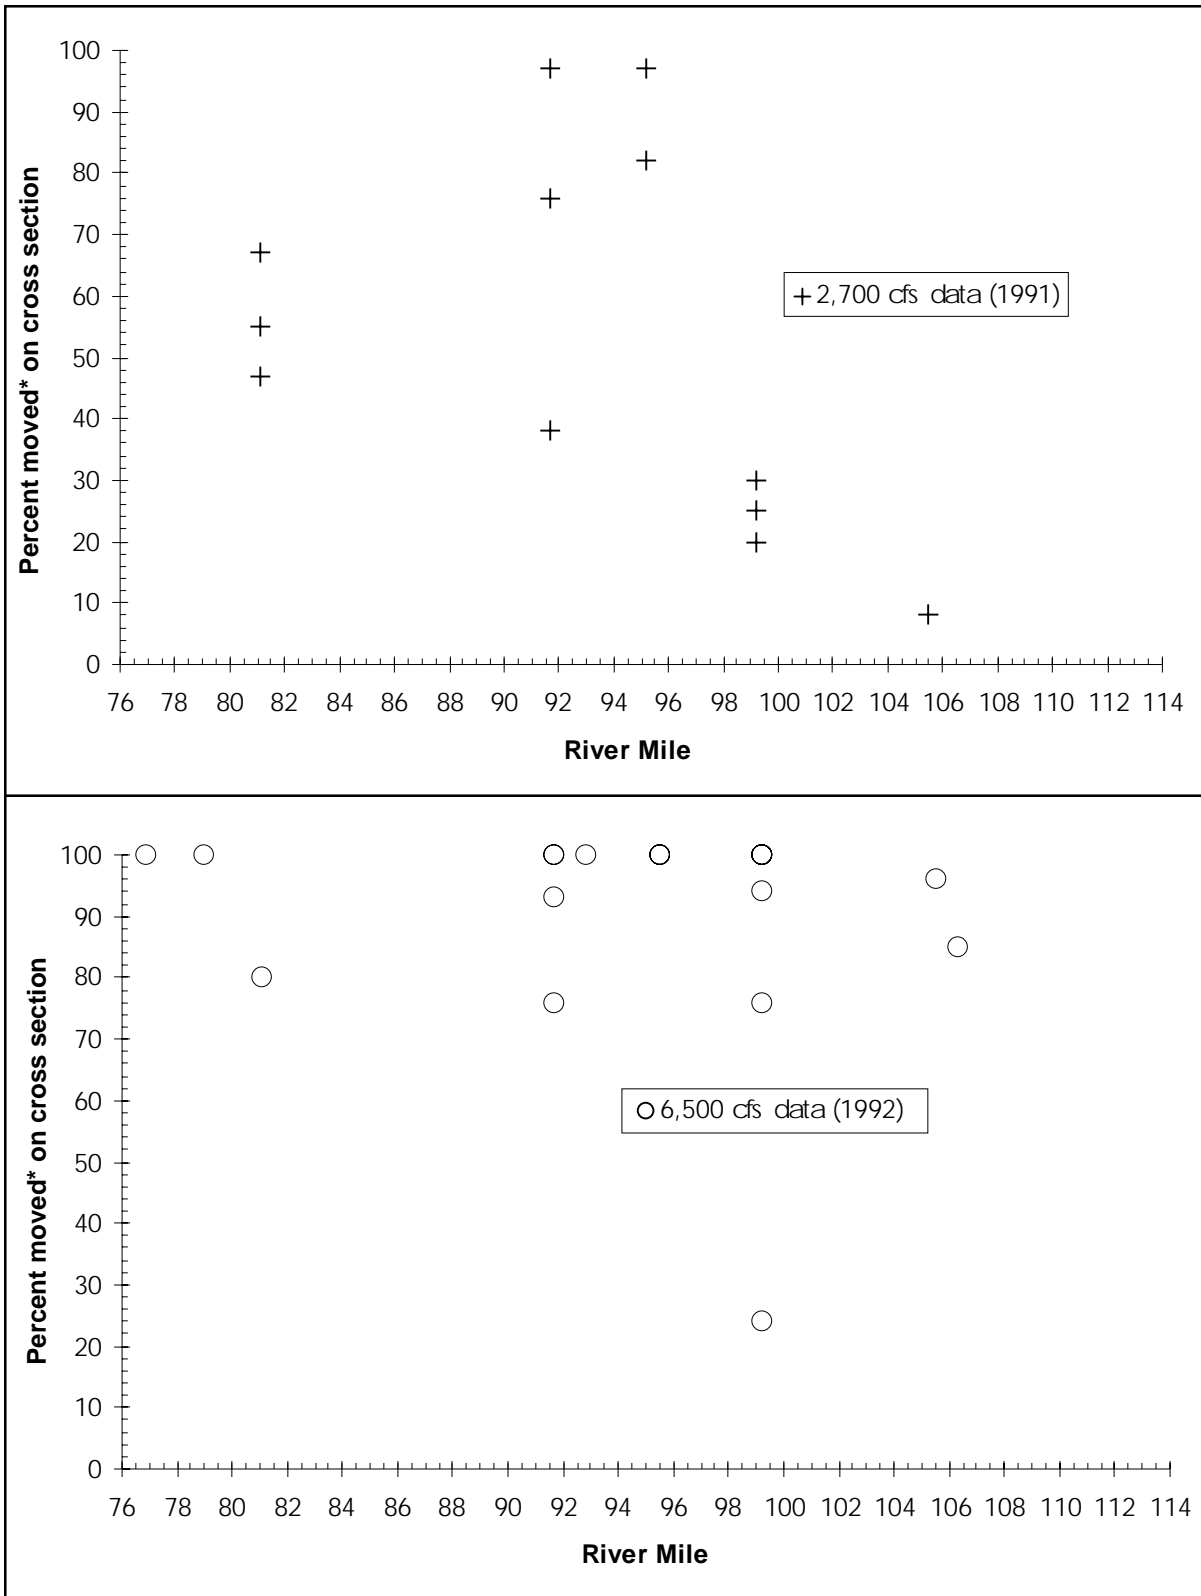 100
90
80
70
60
50
40
30
20
10
0
Percent moved* on cross section
+ 2,700 cfs data (1991)
76 78 80 82 84 86 88 90 92 94 96 98 100 102 104 106 108 110 112 114
River Mile
100
90
80
70
60
50
40
30
20
10
0
Percent moved* on cross section
6,500 cfs data (1992)
76 78 80 82 84 86 88 90 92 94 96 98 100 102 104 106 108 110 112 114
River Mile